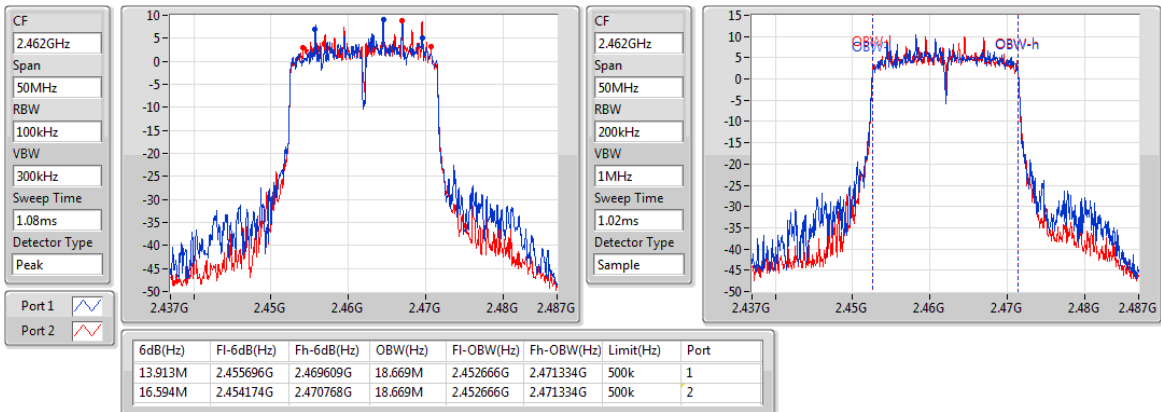 CF
2.462GHz
Span
50MHz
RBW
100kHz
VBW
300kHz
Sweep Time
1.08ms
Detector Type
Peak
Port 1
Port 2
10
5
0
-5
-10
-15
-20
-25
-30
-35
-40
-45
-50
2.437G 2.45G 2.46G 2.47G 2.48G 2.487G
CF
2.462GHz
Span
50MHz
RBW
200kHz
VBW
1MHz
Sweep Time
1.02ms
Detector Type
Sample
15
10
5
0
-5
-10
-15
-20
-25
-30
-35
-40
-45
-50
OBW-l OBW-h
2.437G 2.45G 2.46G 2.47G 2.48G 2.487G
6dB(Hz) Fl-6dB(Hz) Fh-6dB(Hz) OBW(Hz) Fl-OBW(Hz) Fh-OBW(Hz) Limit(Hz) Port
13.913M 2.455696G 2.469609G 18.669M 2.452666G 2.471334G 500k 1
16.594M 2.454174G 2.470768G 18.669M 2.452666G 2.471334G 500k 2